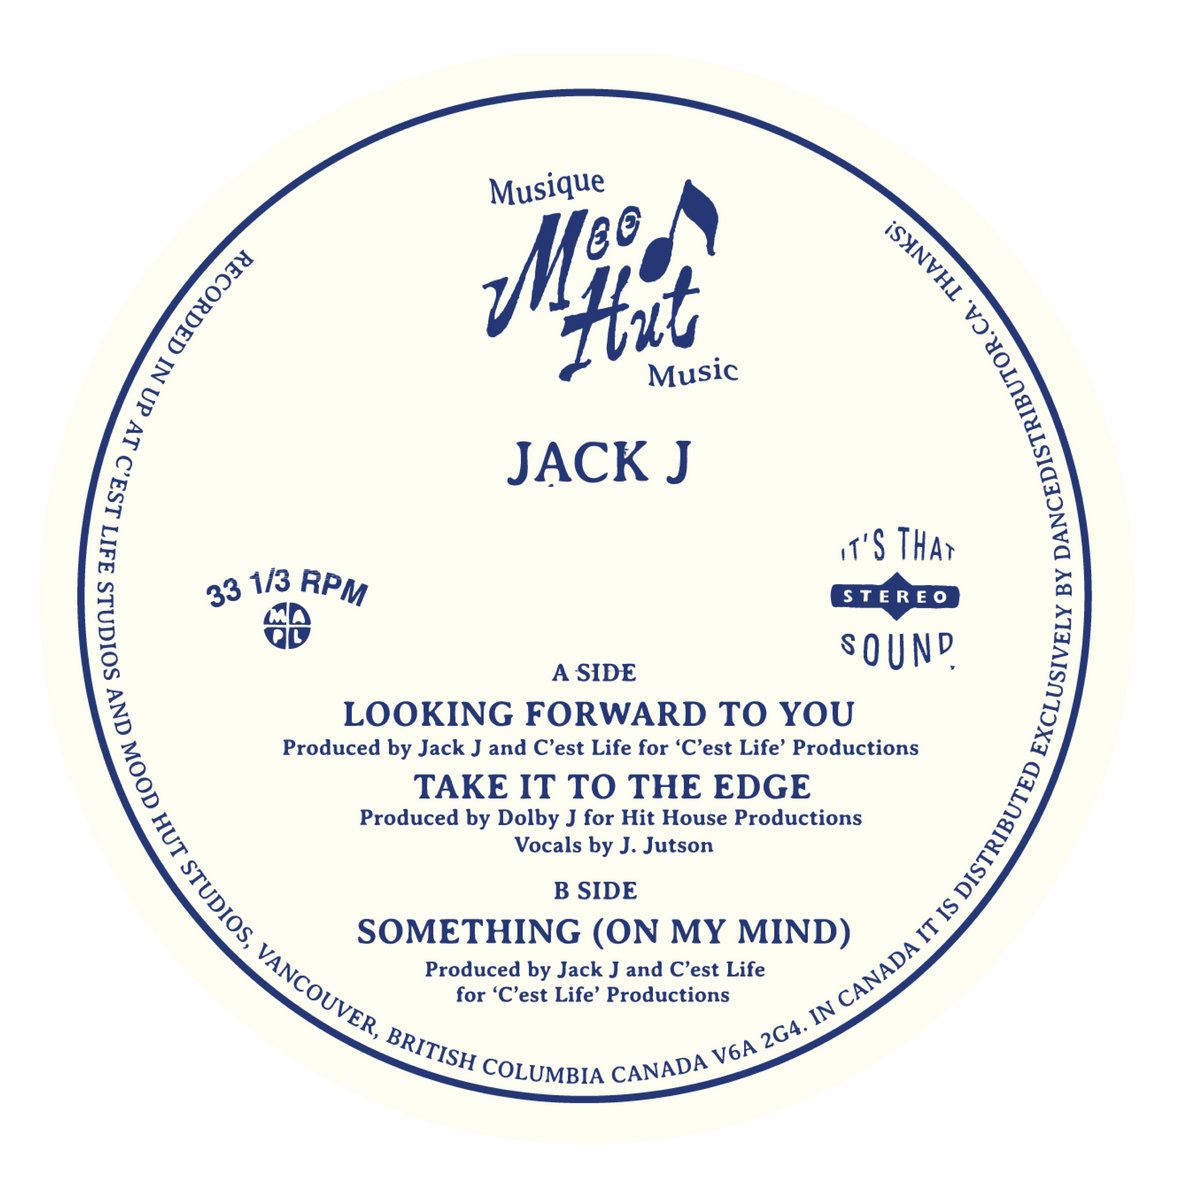 Musique
Moo
Hut
Music
JACK J
33 1/3 RPM
MAPL
IT'S THAT
STEREO
SOUND.
A SIDE
LOOKING FORWARD TO YOU
Produced by Jack J and C’est Life for ‘C’est Life’ Productions
TAKE IT TO THE EDGE
Produced by Dolby J for Hit House Productions
Vocals by J. Jutson
B SIDE
SOMETHING (ON MY MIND)
Produced by Jack J and C’est Life
for ‘C’est Life’ Productions
RECORDED IN UP AT C'EST LIFE STUDIOS AND MOOD HUT STUDIOS, VANCOUVER, BRITISH COLUMBIA CANADA V6A 2G4. IN CANADA IT IS DISTRIBUTED EXCLUSIVELY BY DANCEDISTRIBUTOR.CA. THANKS!